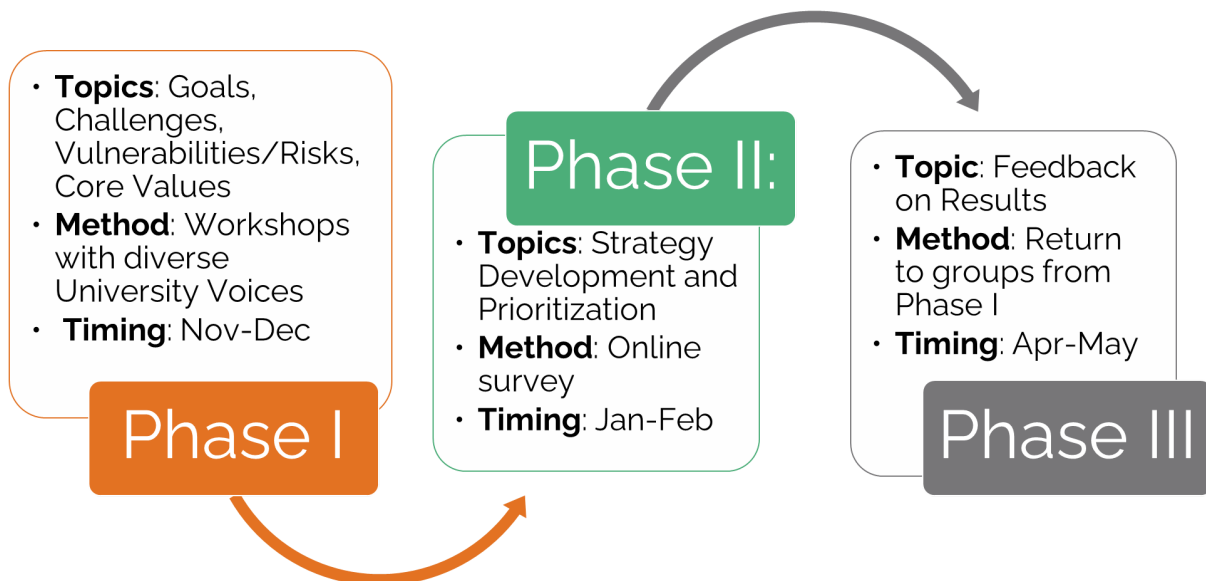 • Topics: Goals,
Challenges,
Vulnerabilities/Risks,
Core Values
• Method: Workshops
with diverse
University Voices
• Timing: Nov-Dec
Phase I
Phase II:
• Topics: Strategy
Development and
Prioritization
• Method: Online
survey
• Timing: Jan-Feb
• Topic: Feedback
on Results
• Method: Return
to groups from
Phase I
• Timing: Apr-May
Phase III